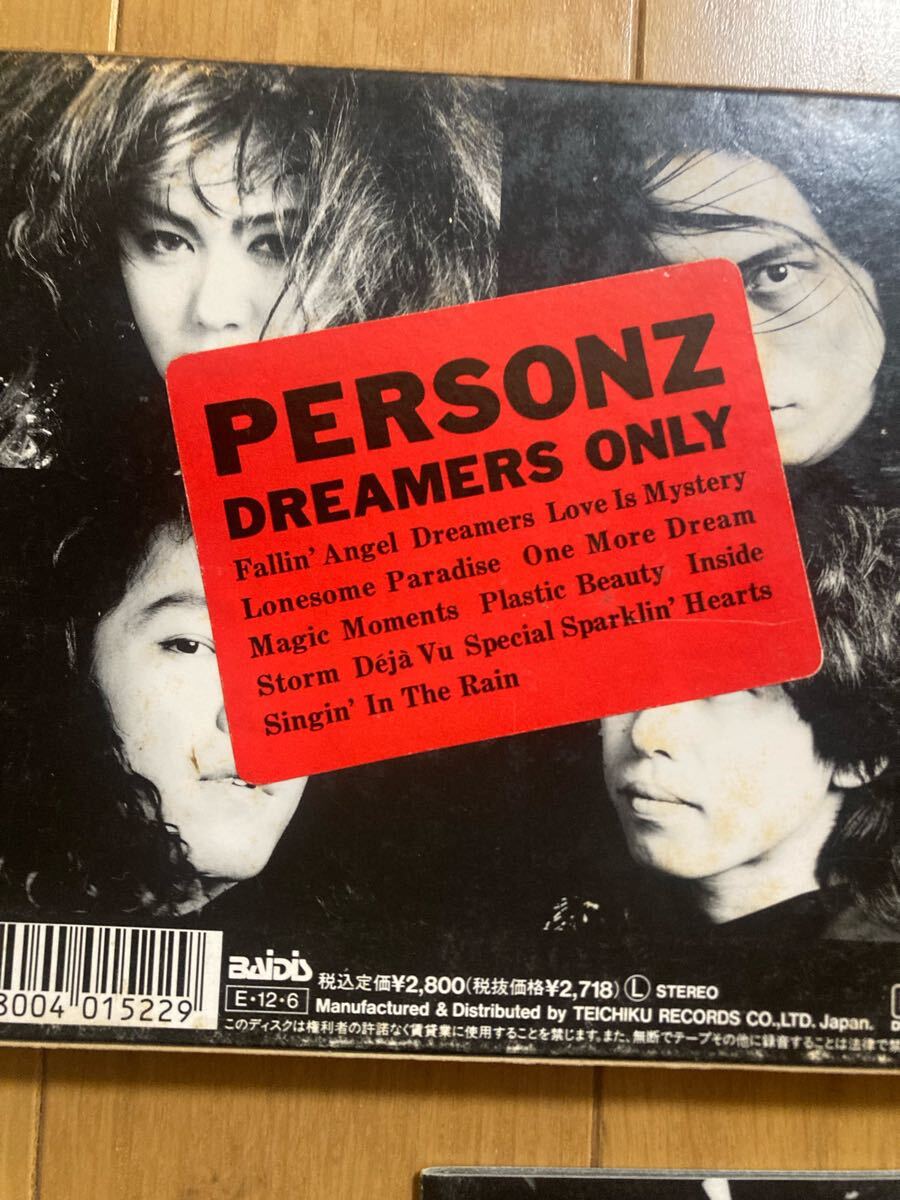 PERSONZ
DREAMERS ONLY
Fallin' Angel Dreamers Love Is Mystery
Lonesome Paradise One More Dream
Magic Moments Plastic Beauty Inside
Storm Déjà Vu Special Sparklin' Hearts
Singin' In The Rain
8004 015229
BAIDIS 税込定価¥2,800(税抜価格¥2,718) Ⓛ STEREO
E・12・6 Manufactured & Distributed by TEICHIKU RECORDS CO.,LTD. Japan.
このディスクは権利者の許諾なく賃貸業に使用することを禁じます。また、無断でテープその他に録音することは法律で禁